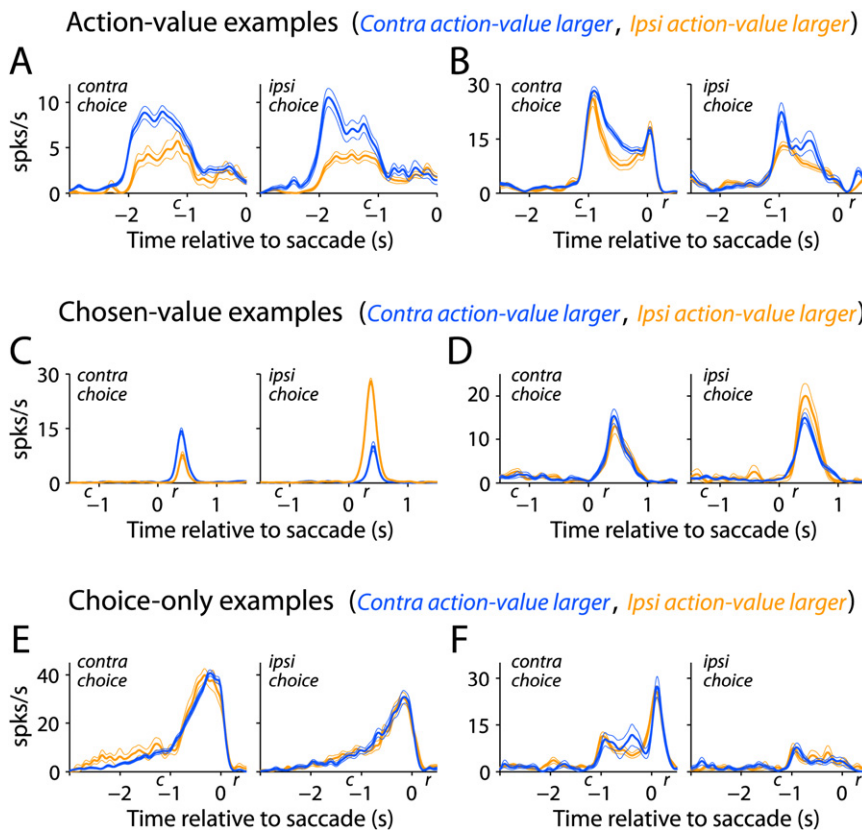 Action-value examples (Contra action-value larger, Ipsi action-value larger)
A
B
contra choice
ipsi choice
contra choice
ipsi choice
spks/s
10
5
0
30
15
0
c
c
c
r
c
r
−2 −1 0
−2 −1 0
−2 −1 0
−2 −1 0
Time relative to saccade (s)
Time relative to saccade (s)
Chosen-value examples (Contra action-value larger, Ipsi action-value larger)
C
D
contra choice
ipsi choice
contra choice
ipsi choice
spks/s
30
15
0
20
10
0
c
r
c
r
c
r
c
r
−1 0 1
−1 0 1
−1 0 1
−1 0 1
Time relative to saccade (s)
Time relative to saccade (s)
Choice-only examples (Contra action-value larger, Ipsi action-value larger)
E
F
contra choice
ipsi choice
contra choice
ipsi choice
spks/s
40
20
0
30
15
0
c
r
c
r
c
r
c
r
−2 −1 0
−2 −1 0
−2 −1 0
−2 −1 0
Time relative to saccade (s)
Time relative to saccade (s)